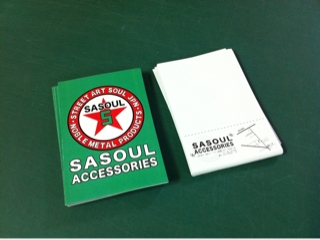 STREET ART SOUL JPN
SASOUL
S
NOBLE METAL PRODUCTS
SASOUL
ACCESSORIES
SASOUL
ACCESSORIES